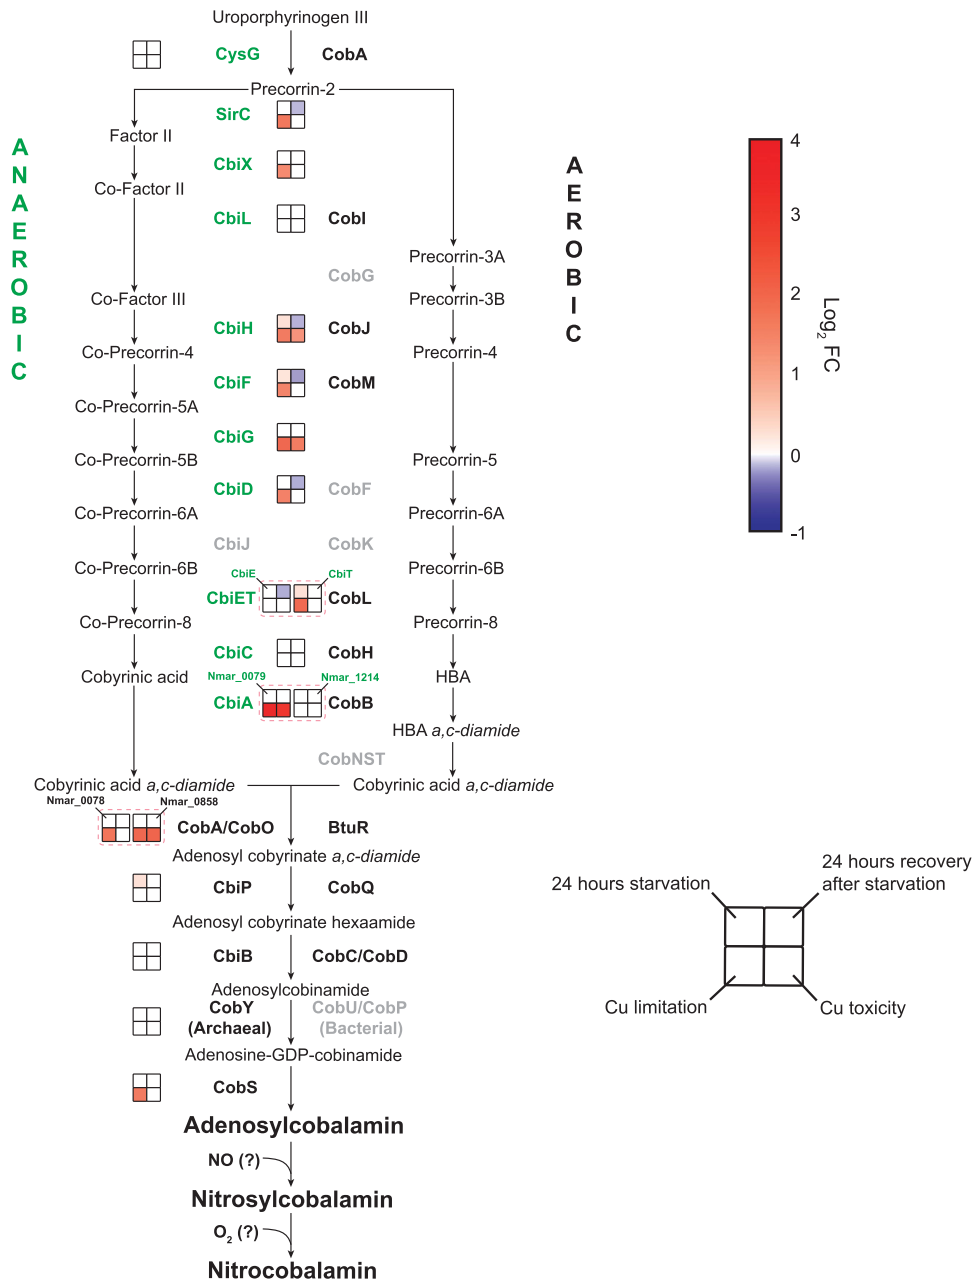 Uroporphyrinogen III
CysG CobA
Precorrin-2
SirC
Factor II
CbiX
Co-Factor II
CbiL CobI
Precorrin-3A
CobG
Co-Factor III Precorrin-3B
CbiH CobJ
Co-Precorrin-4 Precorrin-4
CbiF CobM
Co-Precorrin-5A
CbiG
Co-Precorrin-5B Precorrin-5
CbiD CobF
Co-Precorrin-6A Precorrin-6A
CbiJ CobK
Co-Precorrin-6B Precorrin-6B
CbiE CbiT
CbiET CobL
Co-Precorrin-8 Precorrin-8
CbiC CobH
Cobyrinic acid HBA
Nmar_0079 Nmar_1214
CbiA CobB
HBA a,c-diamide
CobNST
Cobyrinic acid a,c-diamide Cobyrinic acid a,c-diamide
Nmar_0078 Nmar_0858
CobA/CobO BtuR
Adenosyl cobyrinate a,c-diamide
CbiP CobQ
Adenosyl cobyrinate hexaamide
CbiB CobC/CobD
Adenosylcobinamide
CobY CobU/CobP
(Archaeal) (Bacterial)
Adenosine-GDP-cobinamide
CobS
Adenosylcobalamin
NO (?)
Nitrosylcobalamin
O2 (?)
Nitrocobalamin
ANAEROBIC
AEROBIC
4
3
2
1
0
-1
Log2 FC
24 hours starvation
24 hours recovery
after starvation
Cu limitation
Cu toxicity